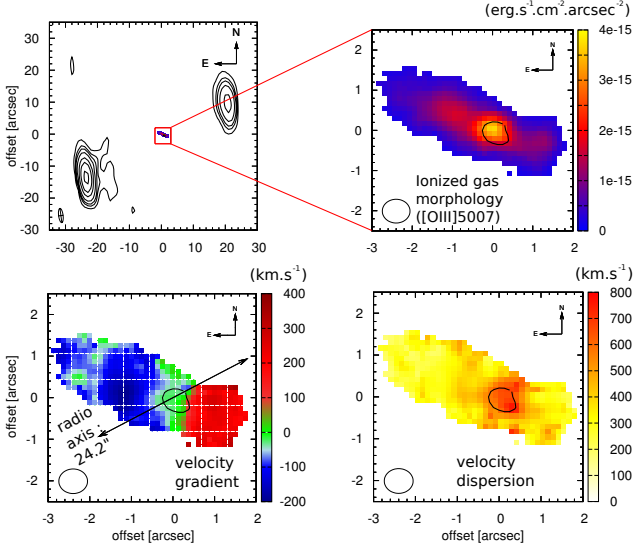 (erg.s⁻¹.cm⁻².arcsec⁻²)
N
E
30
20
10
0
-10
-20
-30
offset [arcsec]
-30 -20 -10 0 10 20 30
N
E
2
1
0
-1
-2
-3 -2 -1 0 1 2
Ionized gas
morphology
([OIII]5007)
4e-15
3e-15
2e-15
1e-15
0
(km.s⁻¹)
N
E
2
1
0
-1
-2
offset [arcsec]
radio
axis :
24.2"
velocity
gradient
-3 -2 -1 0 1 2
offset [arcsec]
400
300
200
100
0
-100
-200
(km.s⁻¹)
N
E
2
1
0
-1
-2
velocity
dispersion
-3 -2 -1 0 1 2
offset [arcsec]
800
700
600
500
400
300
200
100
0